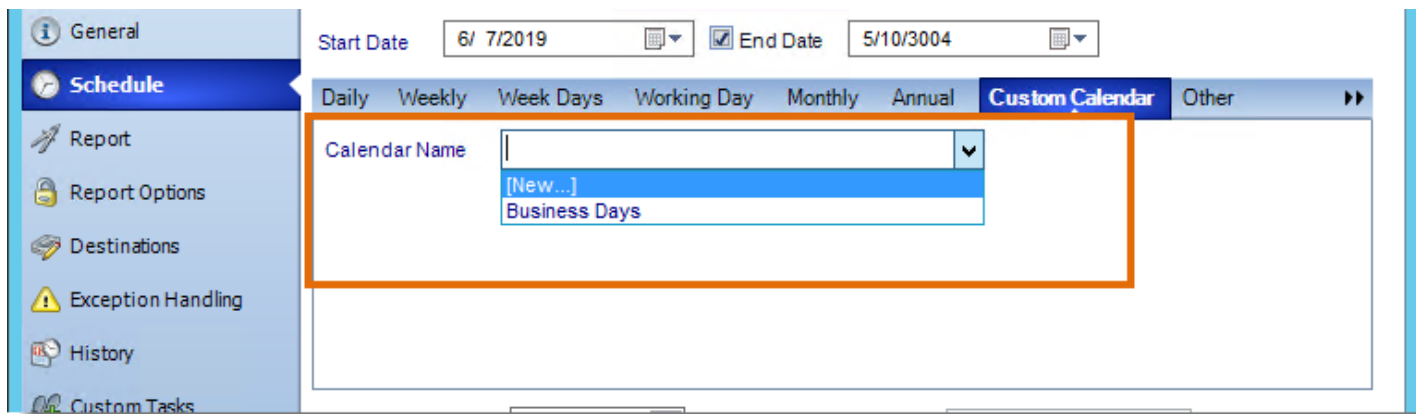 General
Start Date 6/ 7/2019 End Date 5/10/3004
Schedule
Daily Weekly Week Days Working Day Monthly Annual Custom Calendar Other
Report
Calendar Name
[New...]
Report Options
Business Days
Destinations
Exception Handling
History
Custom Tasks